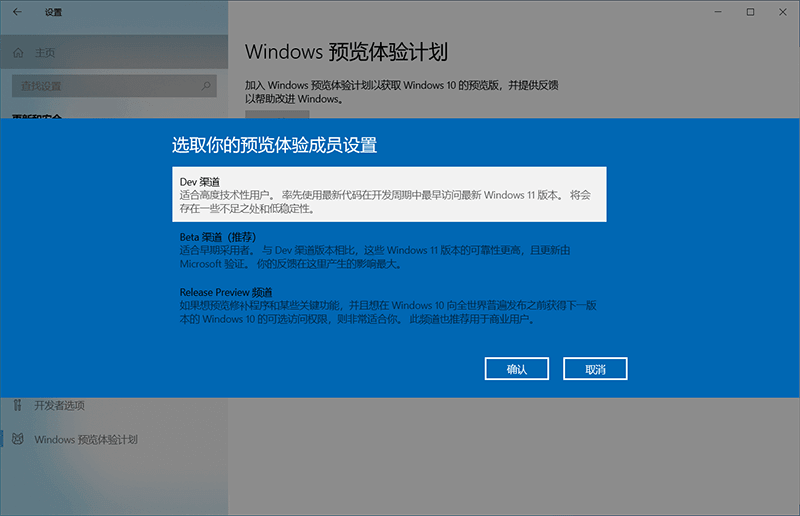 设置
主页
查找设置
更新和安全
Windows 预览体验计划
加入 Windows 预览体验计划以获取 Windows 10 的预览版，并提供反馈
以帮助改进 Windows。
选取你的预览体验成员设置
Dev 渠道
适合高度技术性用户。 率先使用最新代码在开发周期中最早访问最新 Windows 11 版本。 将会
存在一些不足之处和低稳定性。
Beta 渠道（推荐）
适合早期采用者。 与 Dev 渠道版本相比，这些 Windows 11 版本的可靠性更高，且更新由
Microsoft 验证。 你的反馈在这里产生的影响最大。
Release Preview 频道
如果想预览修补程序和某些关键功能，并且想在 Windows 10 向全世界普遍发布之前获得下一版
本的 Windows 10 的可选访问权限，则非常适合你。 此频道也推荐用于商业用户。
确认
取消
开发者选项
Windows 预览体验计划